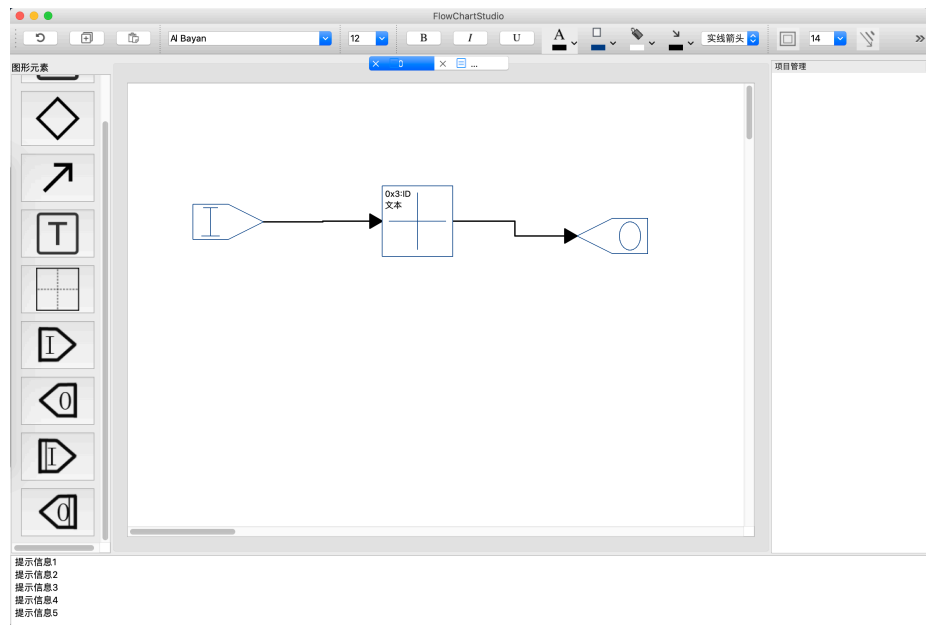 FlowChartStudio
Al Bayan
12
B
I
U
A
实线箭头
14
图形元素
...
项目管理
T
I
O
I
O
I
0x3:ID
文本
O
提示信息1
提示信息2
提示信息3
提示信息4
提示信息5